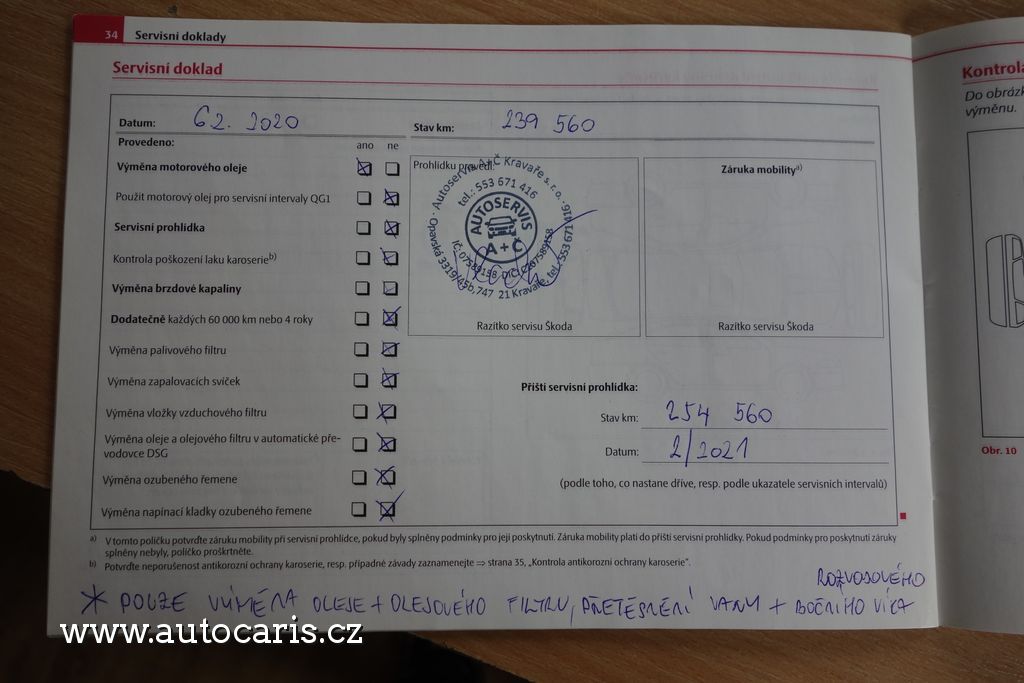 34 Servisní doklady
Servisní doklad
Datum: 6 2. 2020 Stav km: 239 560
Provedeno: ano ne
Výměna motorového oleje
Použit motorový olej pro servisní intervaly QG1
Servisní prohlídka
Kontrola poškození laku karoserie b)
Výměna brzdové kapaliny
Dodatečně každých 60 000 km nebo 4 roky
Výměna palivového filtru
Výměna zapalovacích svíček
Výměna vložky vzduchového filtru
Výměna oleje a olejového filtru v automatické pře-
vodovce DSG
Výměna ozubeného řemene
Výměna napínací kladky ozubeného řemene
Prohlídku provedl:
Autoservis A+Č Kravaře s.r.o.
tel.: 553 671 416
AUTOSERVIS
A + Č
Opavská 3319/45b, 747 21 Kravaře, tel.: 553 671 416
Razítko servisu Škoda
Záruka mobility a)
Razítko servisu Škoda
Příští servisní prohlídka:
Stav km: 254 560
Datum: 2/2021
(podle toho, co nastane dříve, resp. podle ukazatele servisních intervalů)
a) V tomto políčku potvrďte záruku mobility při servisní prohlídce, pokud byly splněny podmínky pro její poskytnutí. Záruka mobility platí do příští servisní prohlídky. Pokud podmínky pro poskytnutí záruky
splněny nebyly, políčko proškrtněte.
b) Potvrďte neporušenost antikorozní ochrany karoserie, resp. případné závady zaznamenejte ⇒ strana 35, „Kontrola antikorozní ochrany karoserie“.
ROZVODOVÉHO
* POUZE VÝMĚNA OLEJE + OLEJOVÉHO FILTRU, PŘETĚSNĚNÍ VANY + BOČNÍHO VÍKA
Kontrola
Do obrázk
výměnu.
Obr. 10
www.autocaris.cz